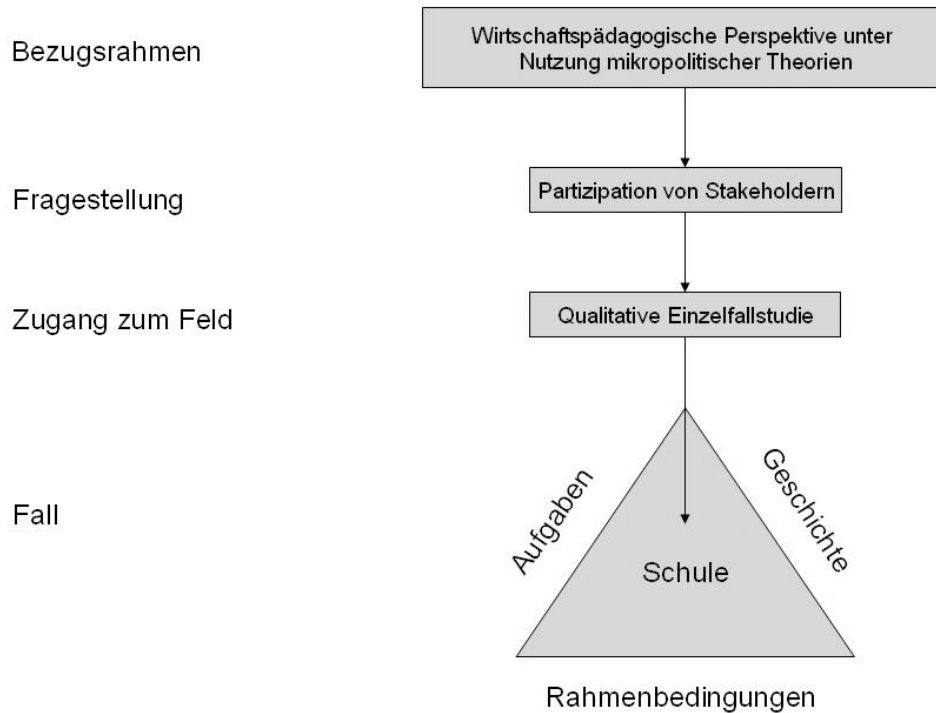 Bezugsrahmen
Wirtschaftspädagogische Perspektive unter
Nutzung mikropolitischer Theorien
Fragestellung
Partizipation von Stakeholdern
Zugang zum Feld
Qualitative Einzelfallstudie
Fall
Aufgaben
Geschichte
Schule
Rahmenbedingungen